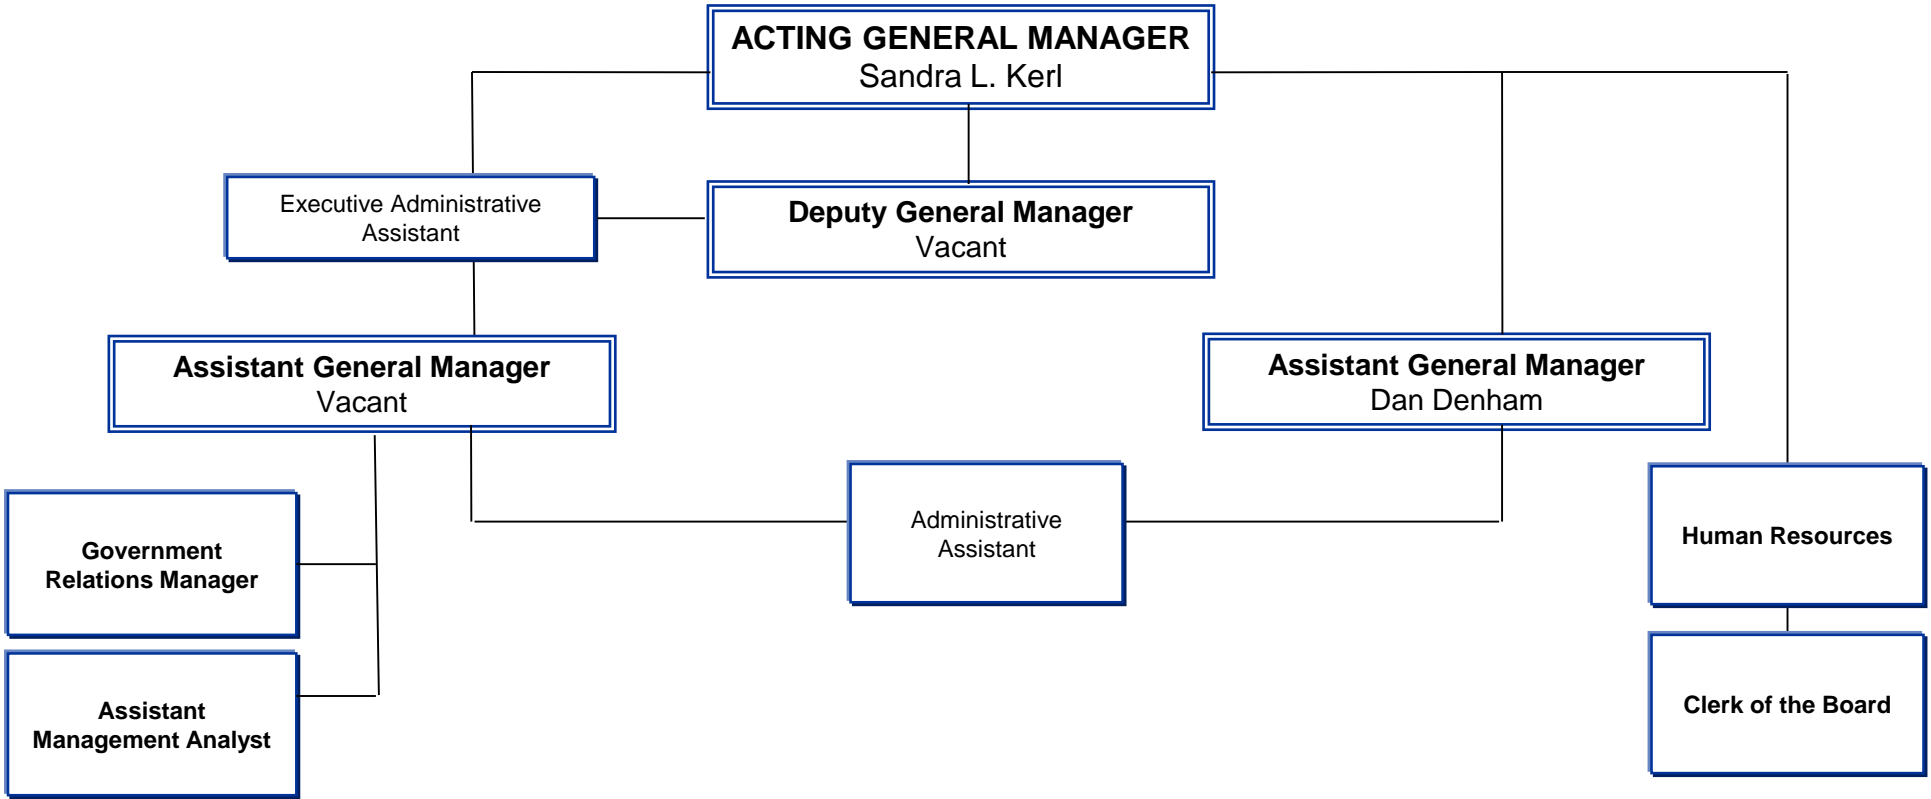 ACTING GENERAL MANAGER
Sandra L. Kerl
Executive Administrative
Assistant
Deputy General Manager
Vacant
Assistant General Manager
Vacant
Assistant General Manager
Dan Denham
Administrative
Assistant
Government
Relations Manager
Human Resources
Assistant
Management Analyst
Clerk of the Board